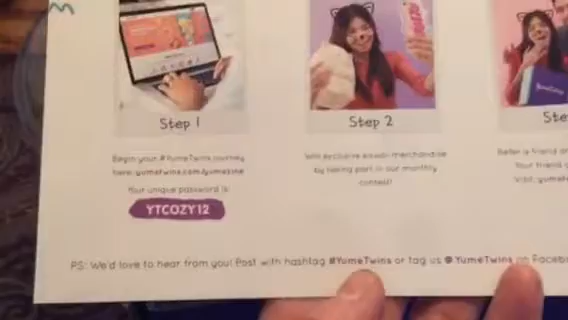 Step 1
Begin your #YumeTwins journey
here: yumetwins.com/yumezine
Your unique password is:
YTCOZY12
Step 2
Win exclusive kawaii merchandise
by taking part in our monthly
contest!
Ste
Refer a friend
Your friend
Visit: yumet
PS: We'd love to hear from you! Post with hashtag #YumeTwins or tag us @YumeTwins on Facebo